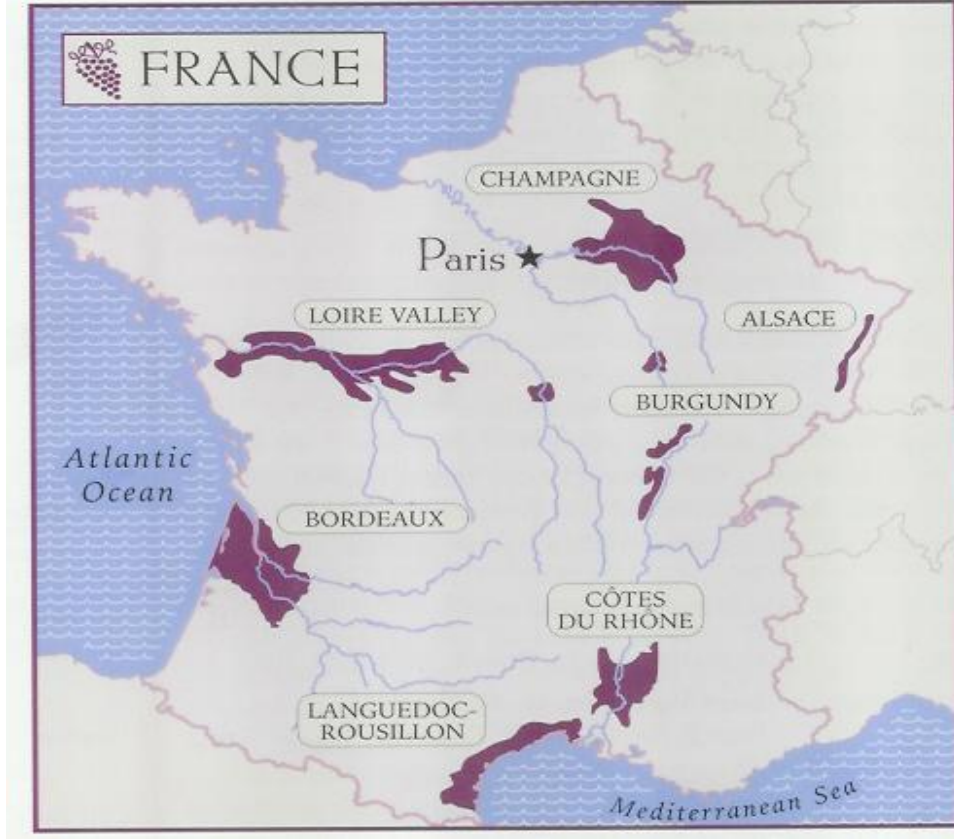 FRANCE
CHAMPAGNE
Paris
LOIRE VALLEY
ALSACE
BURGUNDY
Atlantic
Ocean
BORDEAUX
CÔTES
DU RHÔNE
LANGUEDOC-
ROUSILLON
Mediterranean Sea